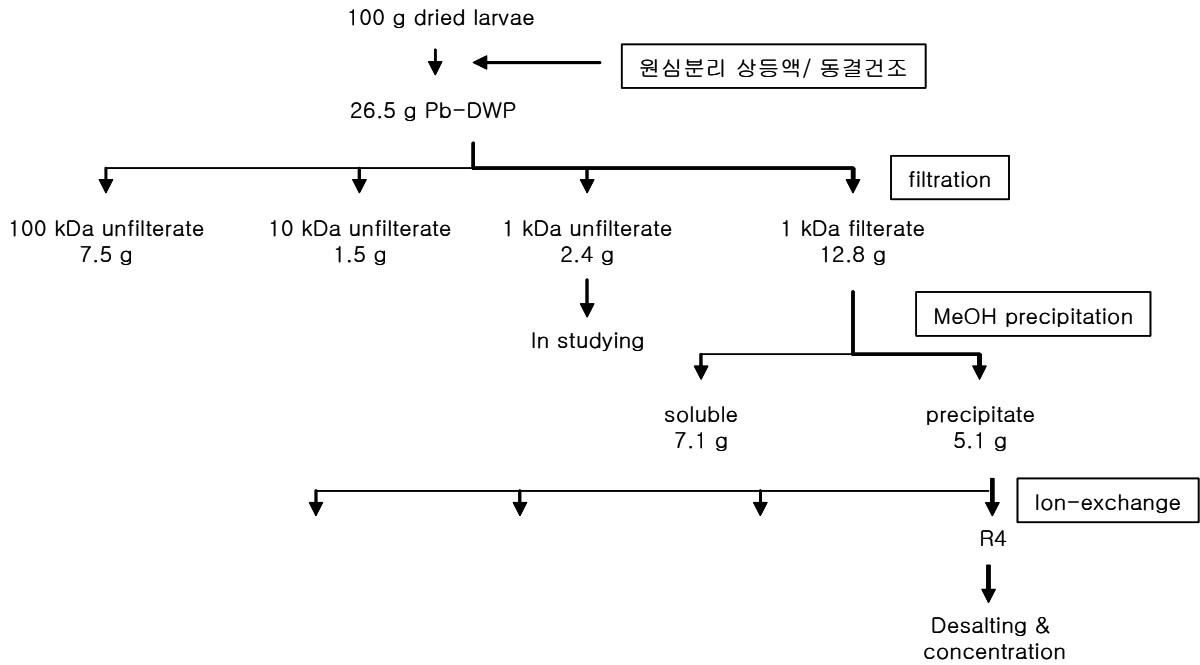 100 g dried larvae
원심분리 상등액/ 동결건조
26.5 g Pb-DWP
filtration
100 kDa unfilterate
7.5 g
10 kDa unfilterate
1.5 g
1 kDa unfilterate
2.4 g
1 kDa filterate
12.8 g
MeOH precipitation
In studying
soluble
7.1 g
precipitate
5.1 g
Ion-exchange
R4
Desalting &
concentration